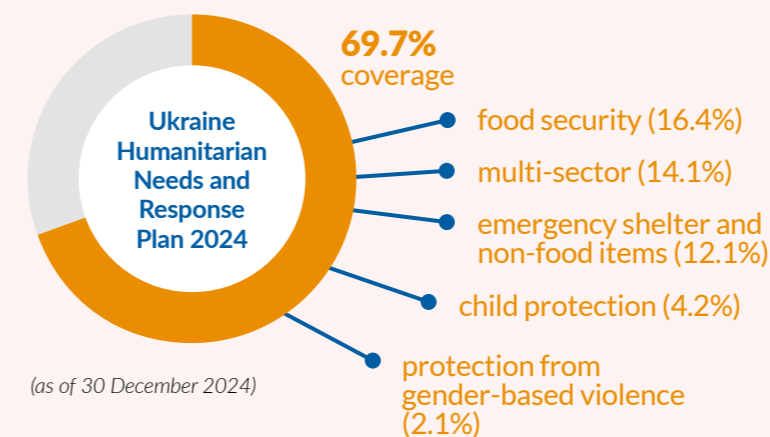 69.7%
coverage
Ukraine
Humanitarian
Needs and
Response
Plan 2024
food security (16.4%)
multi-sector (14.1%)
emergency shelter and
non-food items (12.1%)
child protection (4.2%)
protection from
gender-based violence
(2.1%)
(as of 30 December 2024)